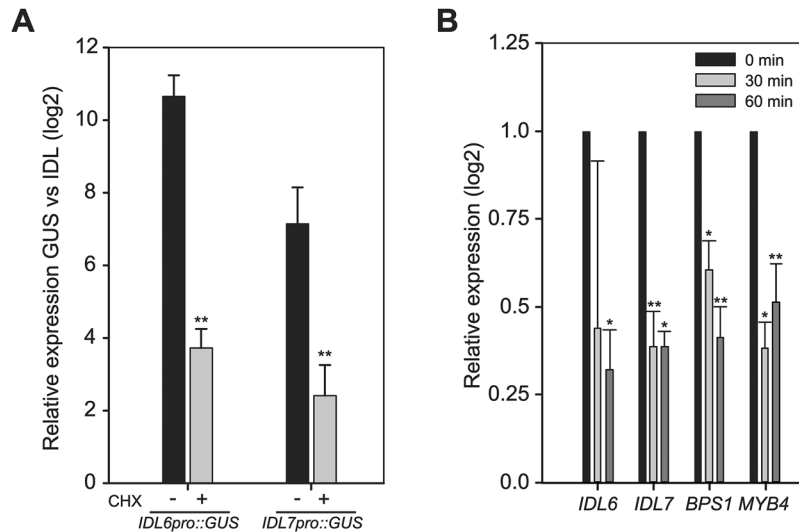 A
Relative expression GUS vs IDL (log2)
12
10
8
6
4
2
0
**
**
CHX - + - +
IDL6pro::GUS IDL7pro::GUS
B
Relative expression (log2)
1.25
1.0
0.75
0.5
0.25
0.0
0 min
30 min
60 min
*
**
*
*
**
*
**
IDL6 IDL7 BPS1 MYB4